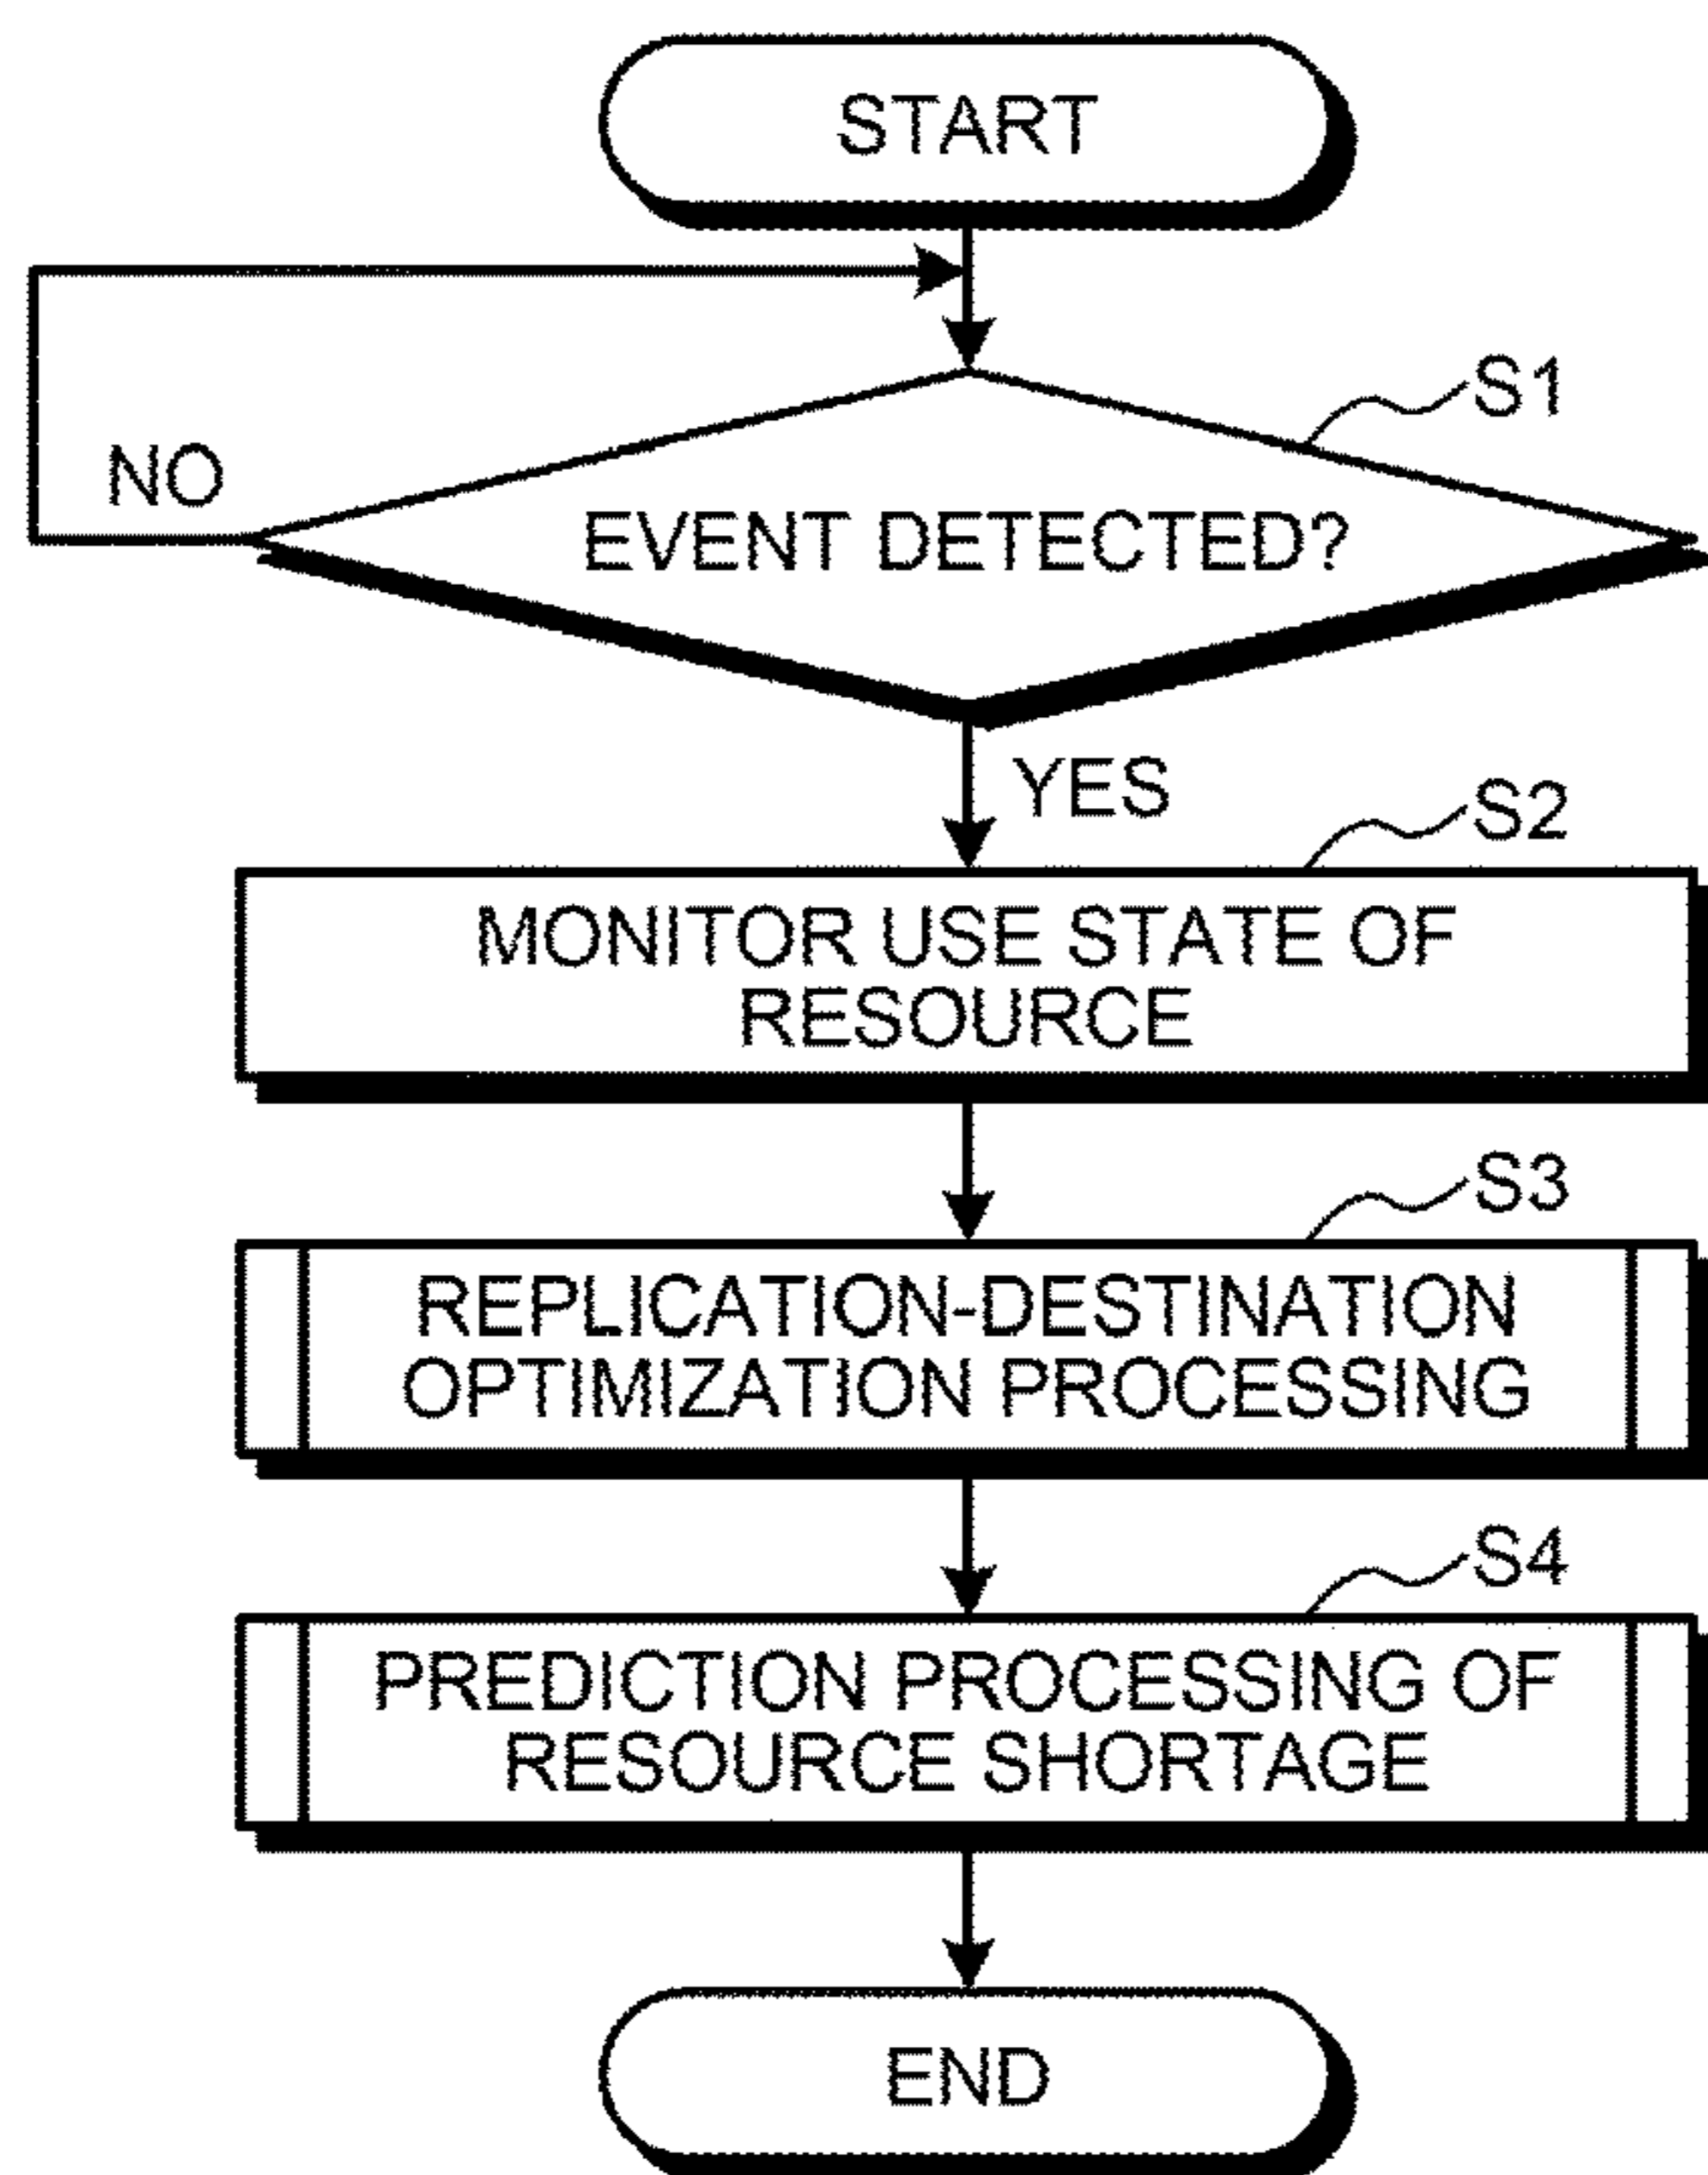 START
S1
NO
EVENT DETECTED?
YES
S2
MONITOR USE STATE OF
RESOURCE
S3
REPLICATION-DESTINATION
OPTIMIZATION PROCESSING
S4
PREDICTION PROCESSING OF
RESOURCE SHORTAGE
END